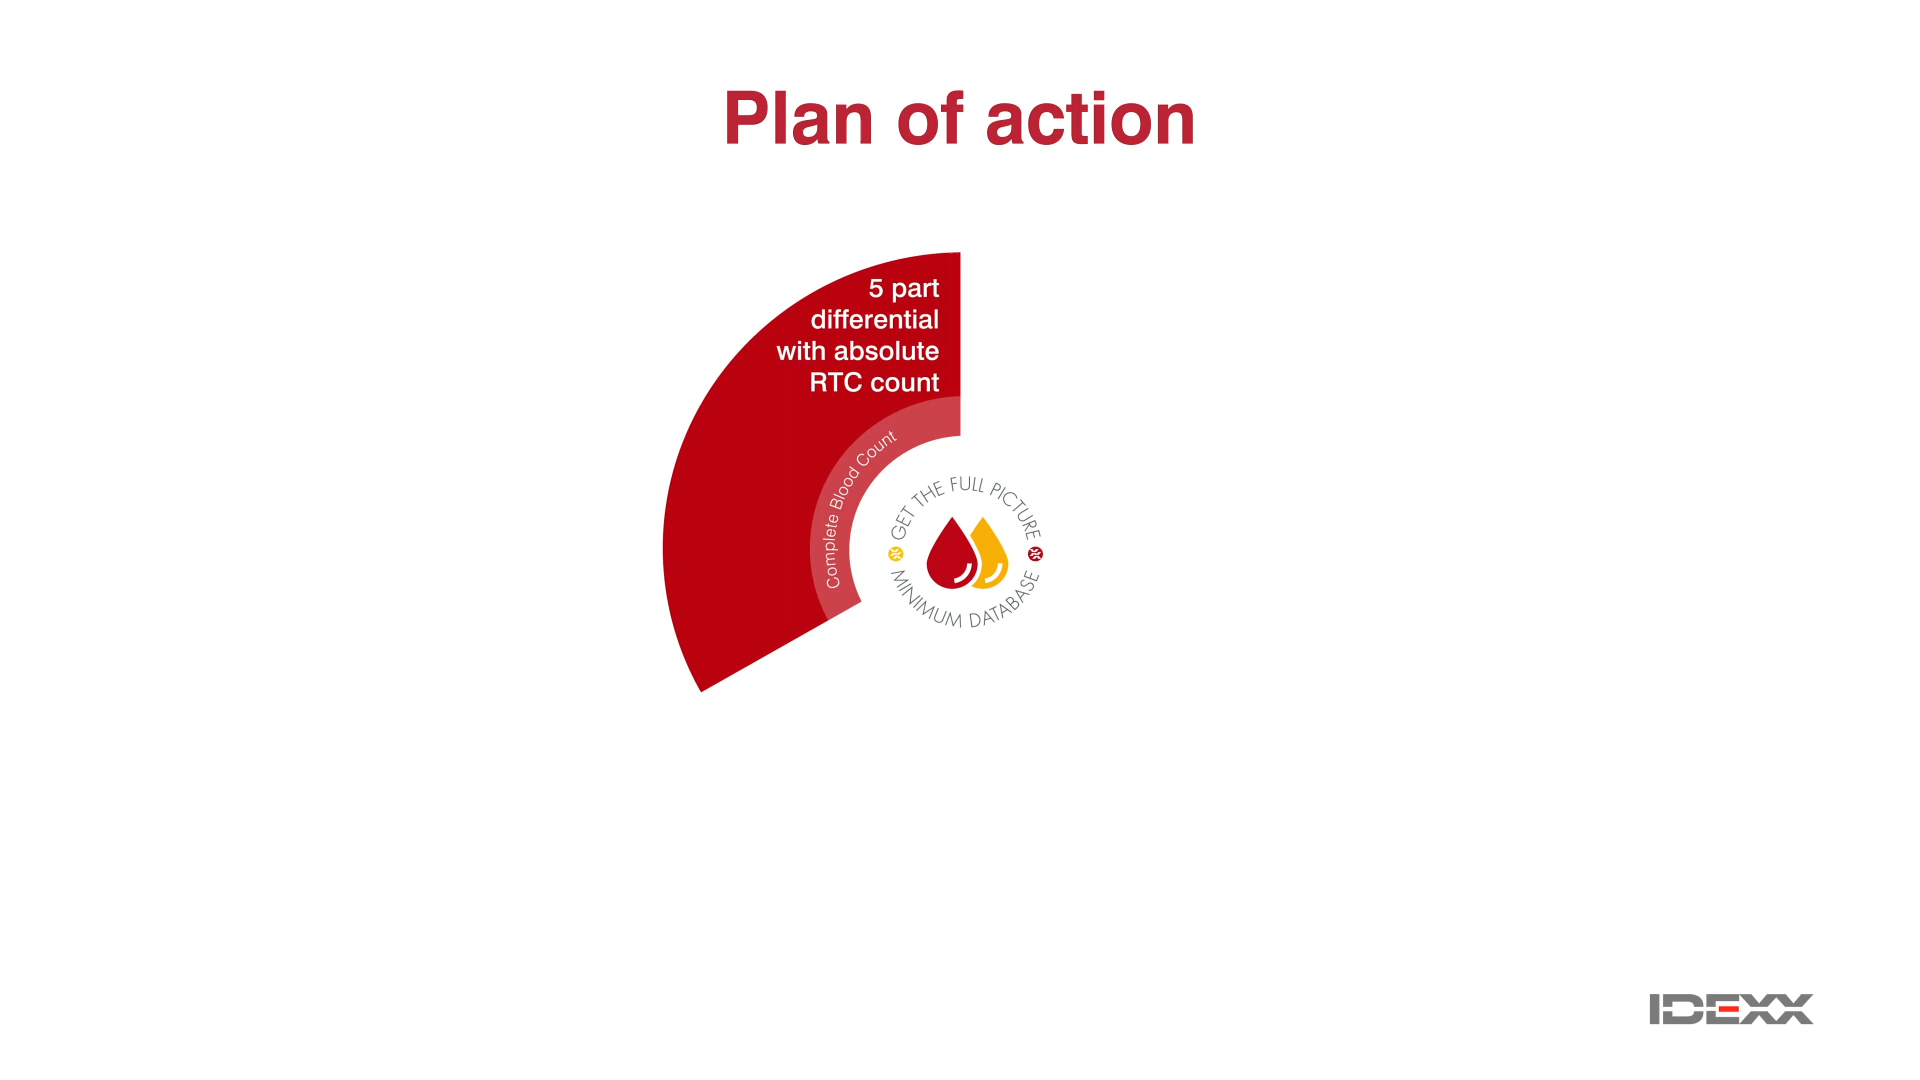 Plan of action
5 part
differential
with absolute
RTC count
Complete Blood Count
GET THE FULL PICTURE
MINIMUM DATABASE
IDEXX